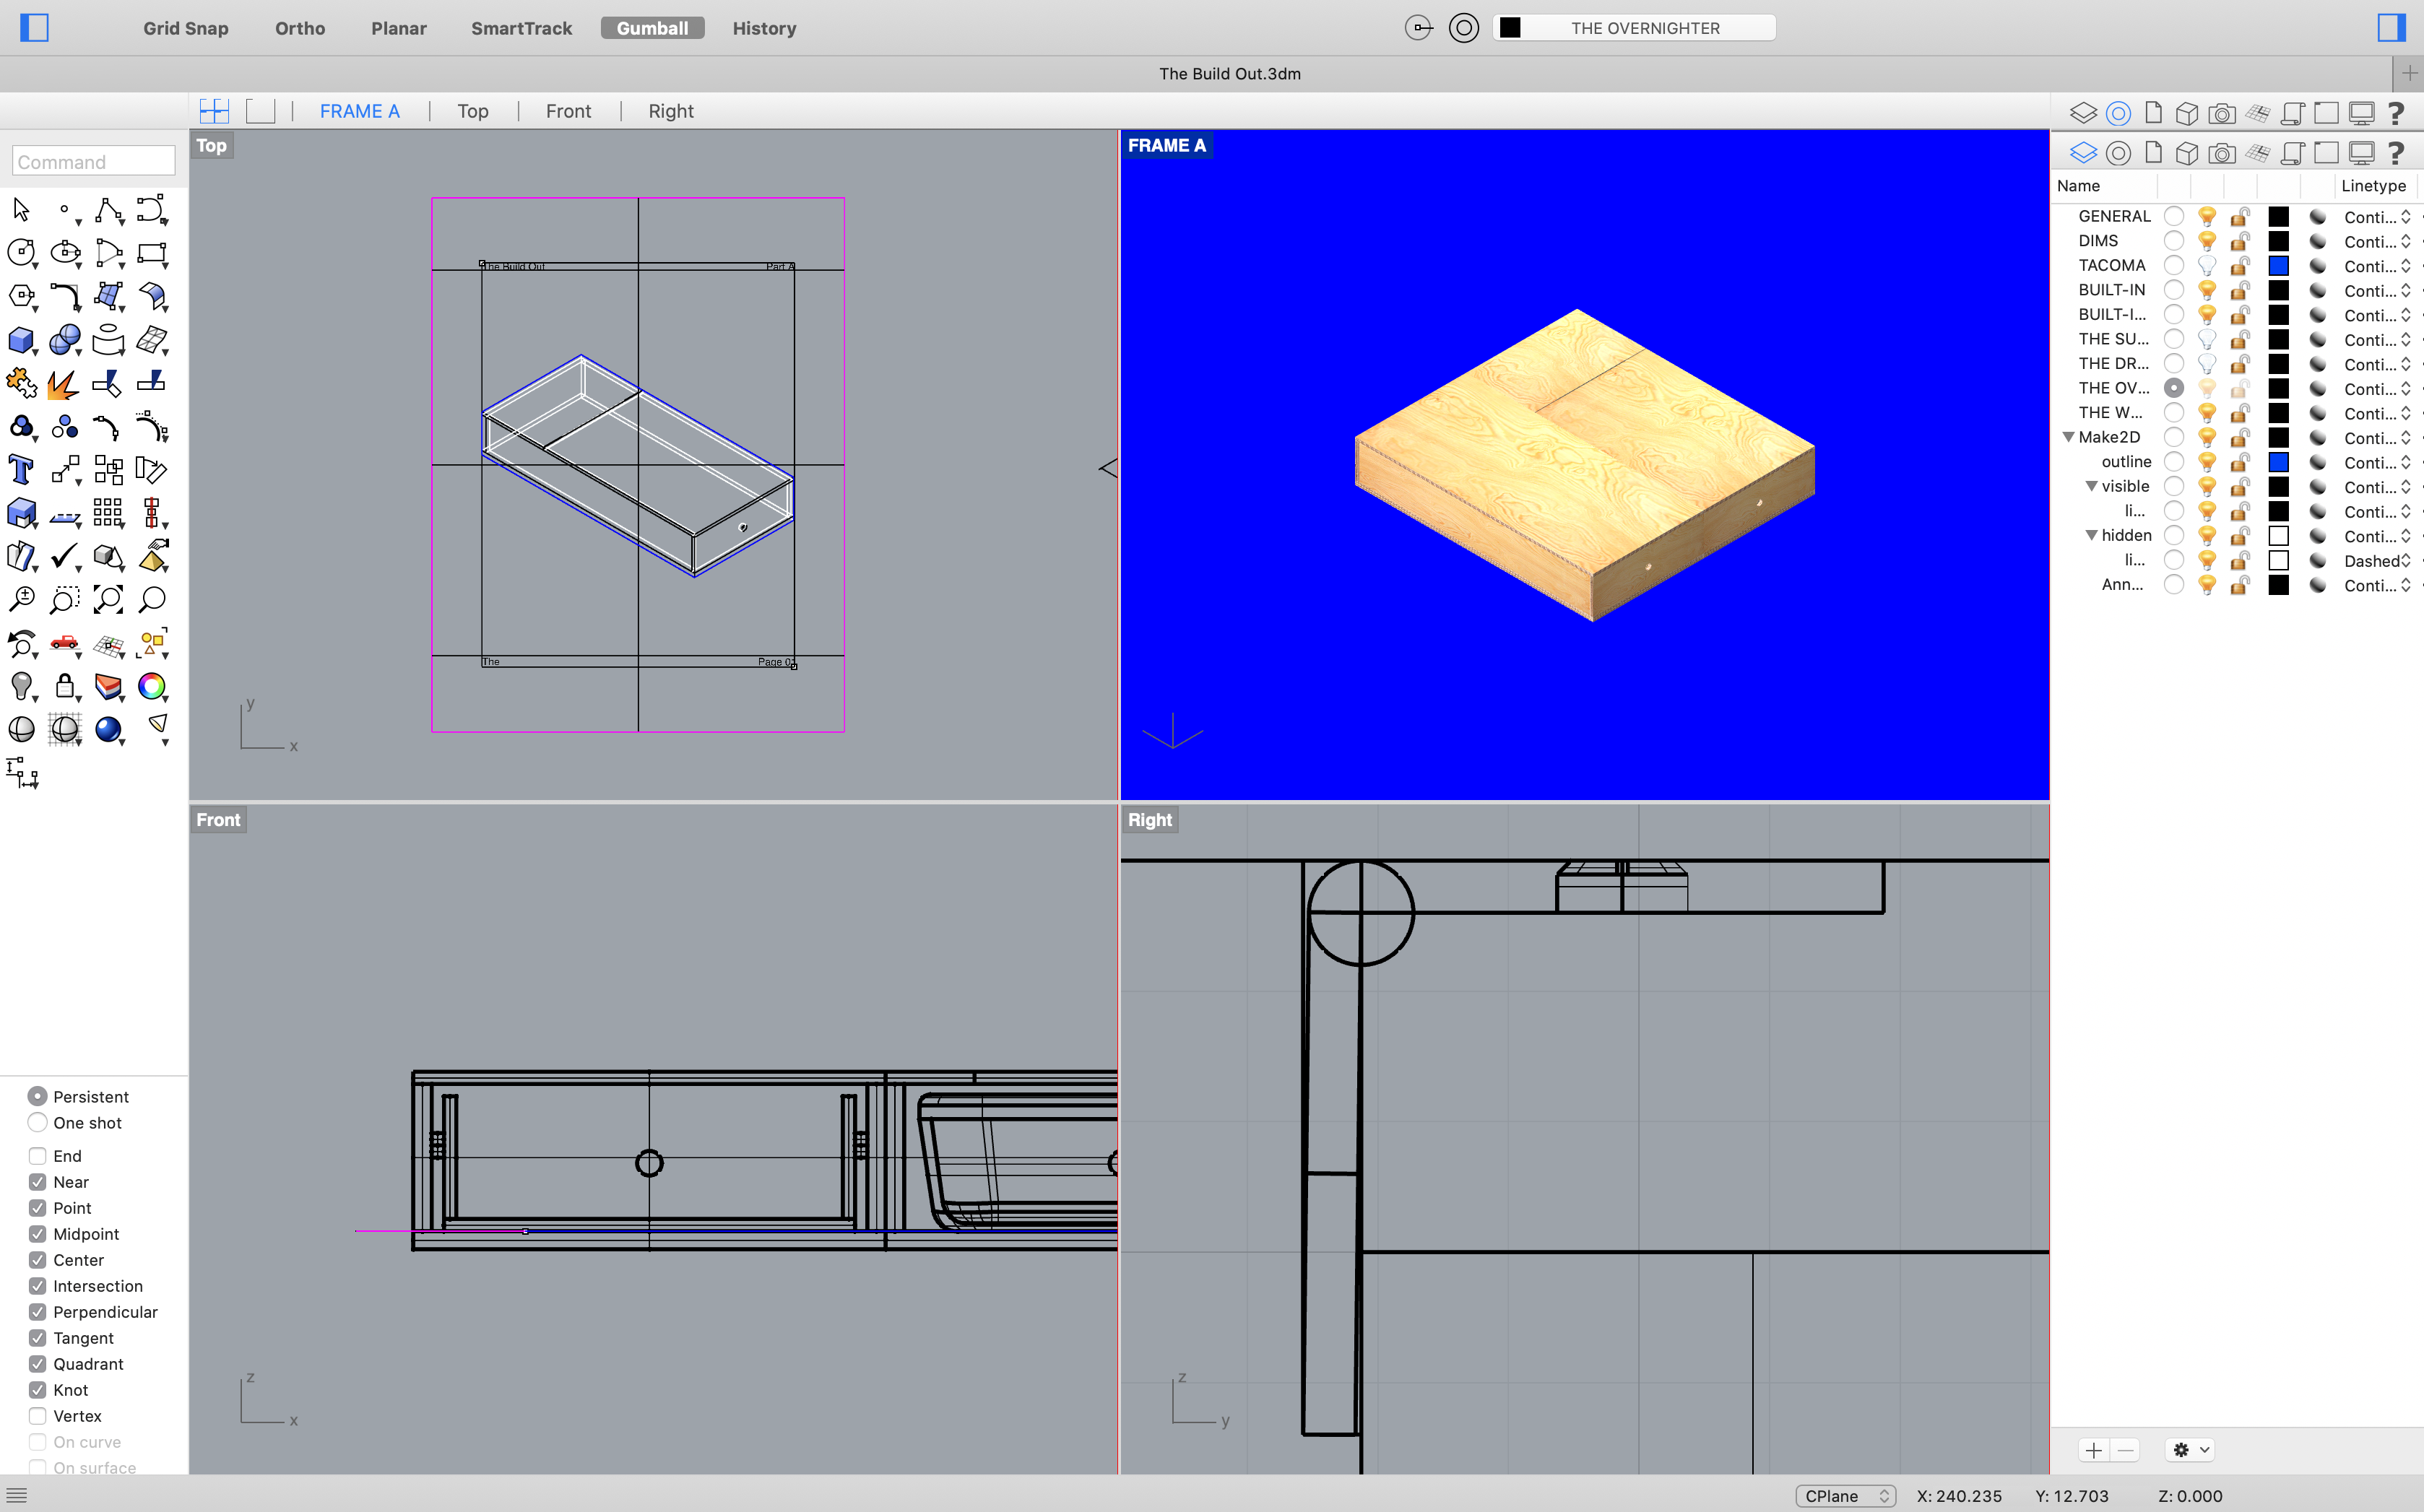 Grid Snap Ortho Planar SmartTrack Gumball History THE OVERNIGHTER
The Build Out.3dm
FRAME A Top Front Right
Command
Top
The Build Out Part A
The Page 01
y
x
FRAME A
Front
z
x
Right
z
y
Name Linetype
GENERAL Conti...
DIMS Conti...
TACOMA Conti...
BUILT-IN Conti...
BUILT-I... Conti...
THE SU... Conti...
THE DR... Conti...
THE OV... Conti...
THE W... Conti...
Make2D Conti...
outline Conti...
visible Conti...
li... Conti...
hidden Conti...
li... Dashed
Ann... Conti...
Persistent
One shot
End
Near
Point
Midpoint
Center
Intersection
Perpendicular
Tangent
Quadrant
Knot
Vertex
On curve
On surface
CPlane X: 240.235 Y: 12.703 Z: 0.000